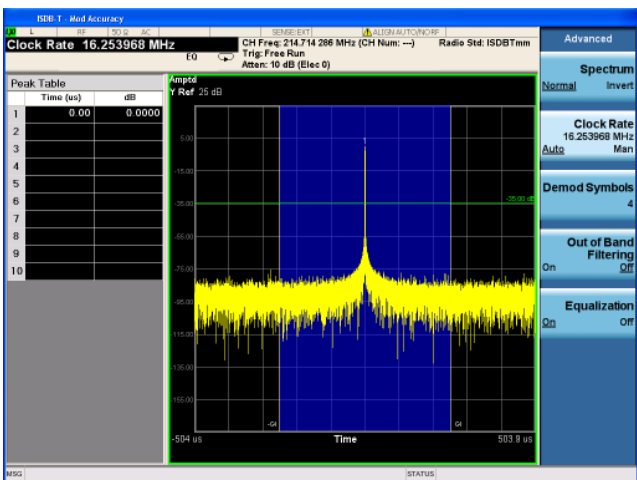 ISDB-T - Mod Accuracy
L RF 50 Ω AC SENSE:EXT ALIGN AUTO/NO RF
Clock Rate 16.253968 MHz
CH Freq: 214.714 286 MHz (CH Num: ---) Radio Std: ISDBTmm
EQ Trig: Free Run
Atten: 10 dB (Elec 0)
Advanced
Spectrum
Normal Invert
Clock Rate
16.253968 MHz
Auto Man
Demod Symbols
4
Out of Band
Filtering
On Off
Equalization
On Off
Peak Table
Time (us) dB
1 0.00 0.0000
2
3
4
5
6
7
8
9
10
Amptd
Y Ref 25 dB
5.00
-15.00
-35.00
-35.00 dB
-55.00
-75.00
-95.00
-115.00
-135.00
-155.00
-GI GI
-504 us Time 503.9 us
MSG STATUS